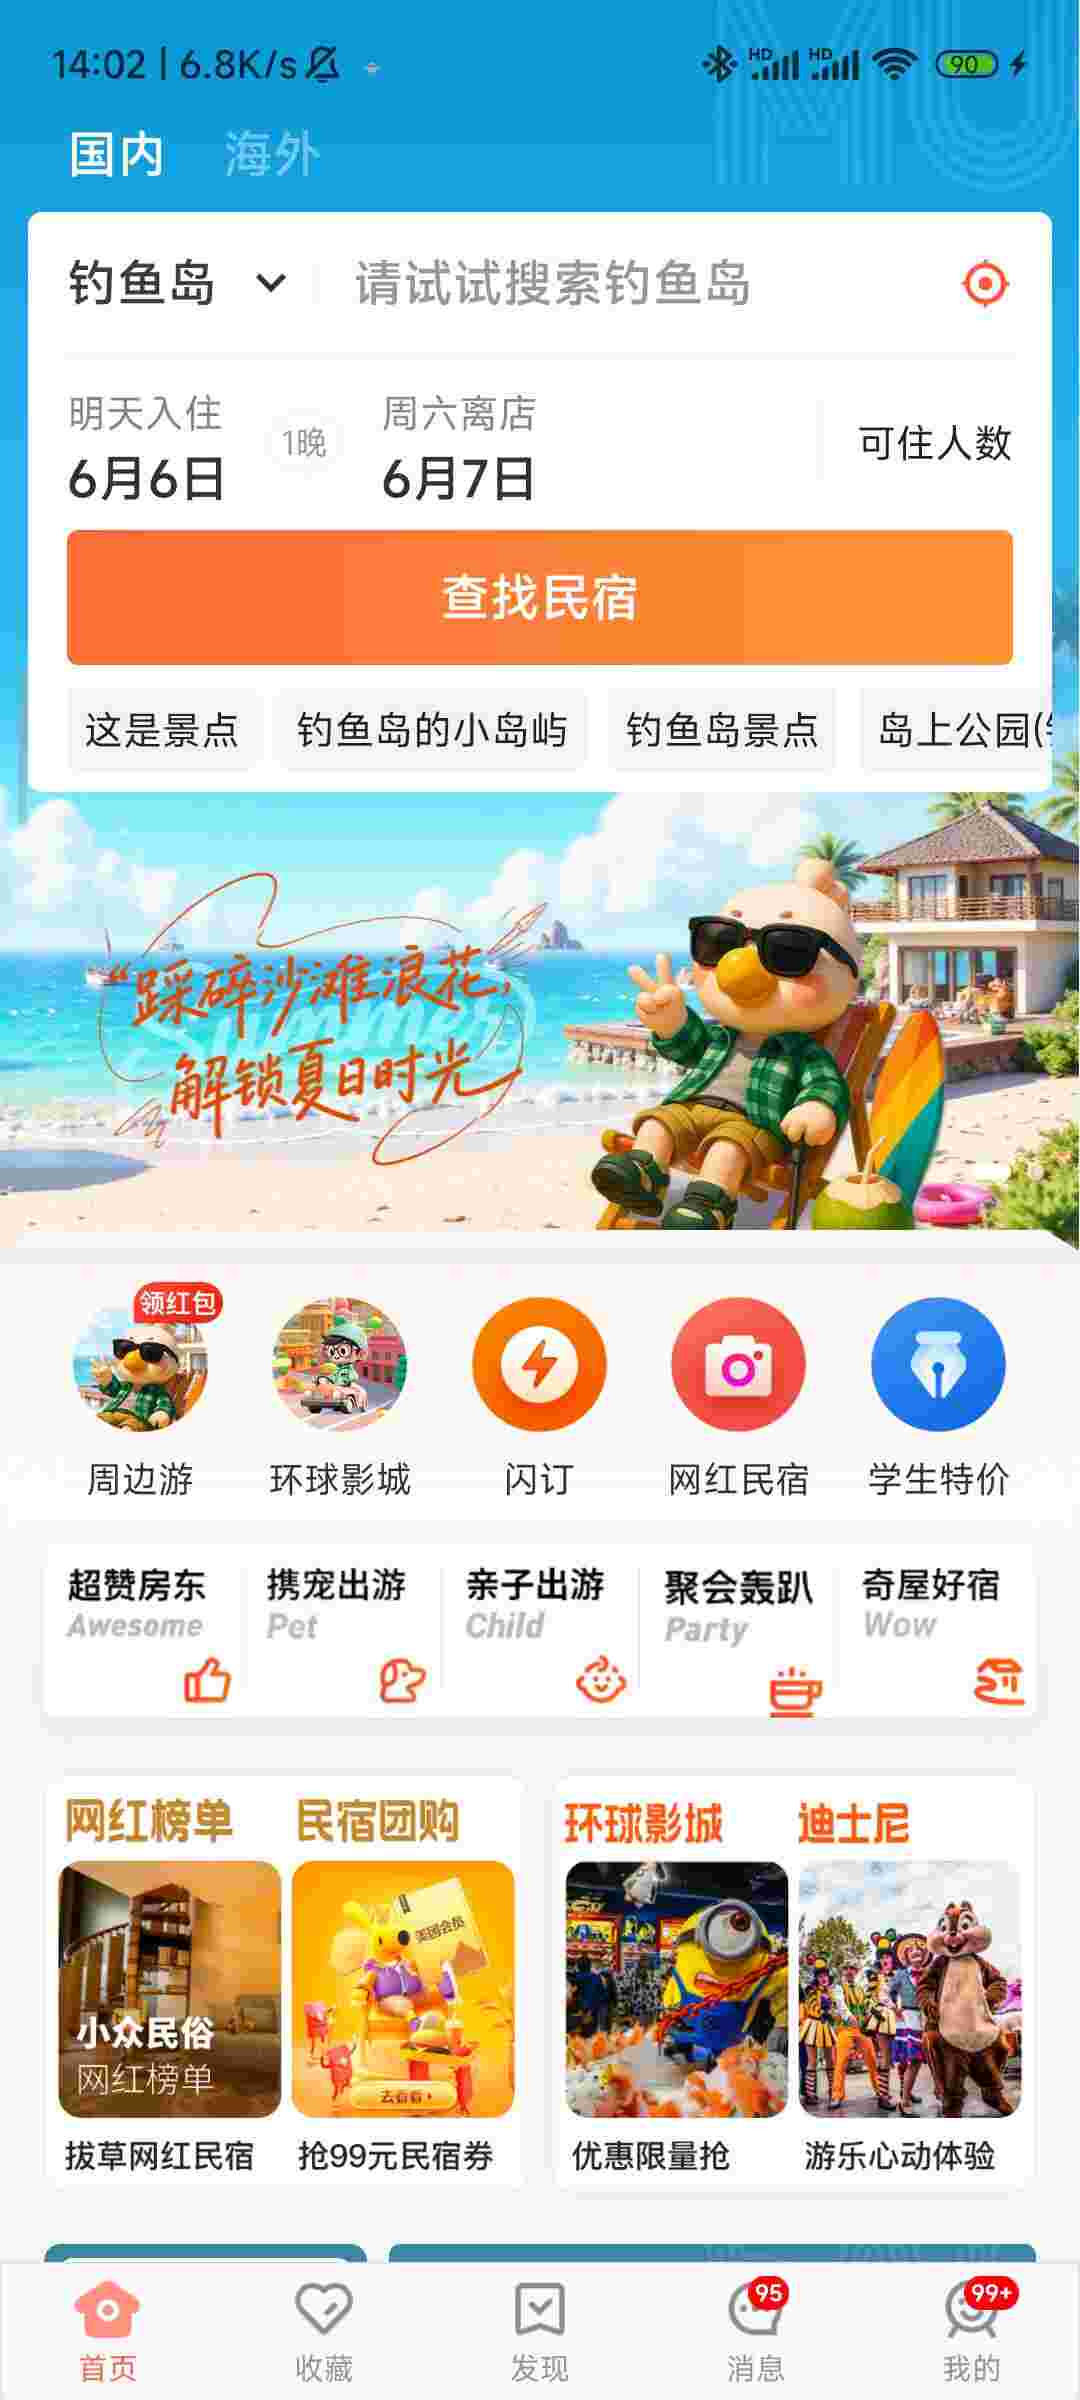 14:02 | 6.8K/s
HD HD 90
国内 海外
钓鱼岛 请试试搜索钓鱼岛
明天入住 1晚 周六离店 可住人数
6月6日 6月7日
查找民宿
这是景点 钓鱼岛的小岛屿 钓鱼岛景点 岛上公园(
“踩碎沙滩浪花,
Summer
解锁夏日时光
领红包
周边游 环球影城 闪订 网红民宿 学生特价
超赞房东 携宠出游 亲子出游 聚会轰趴 奇屋好宿
Awesome Pet Child Party Wow
网红榜单 民宿团购 环球影城 迪士尼
美团会员
小众民俗
网红榜单
去看看
拔草网红民宿 抢99元民宿券 优惠限量抢 游乐心动体验
95 99+
首页 收藏 发现 消息 我的